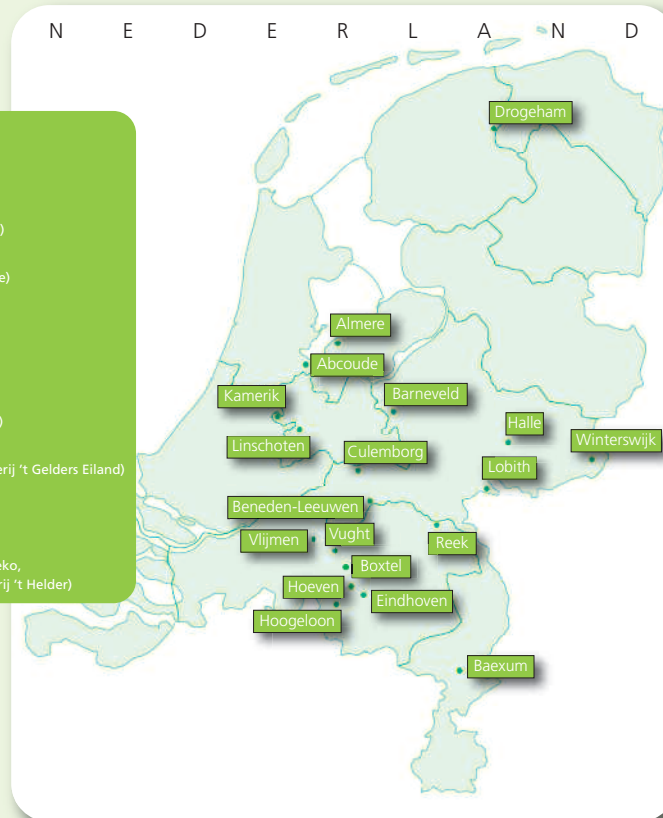 N E D E R L A N D
Drogeham
)
e)
Almere
Abcoude
Kamerik
Barneveld
)
Halle
Linschoten
Winterswijk
Culemborg
erij ‘t Gelders Eiland)
Lobith
Beneden-Leeuwen
Vlijmen
Vught
Reek
eko,
Boxtel
rij ‘t Helder)
Hoeven
Eindhoven
Hoogeloon
Baexum